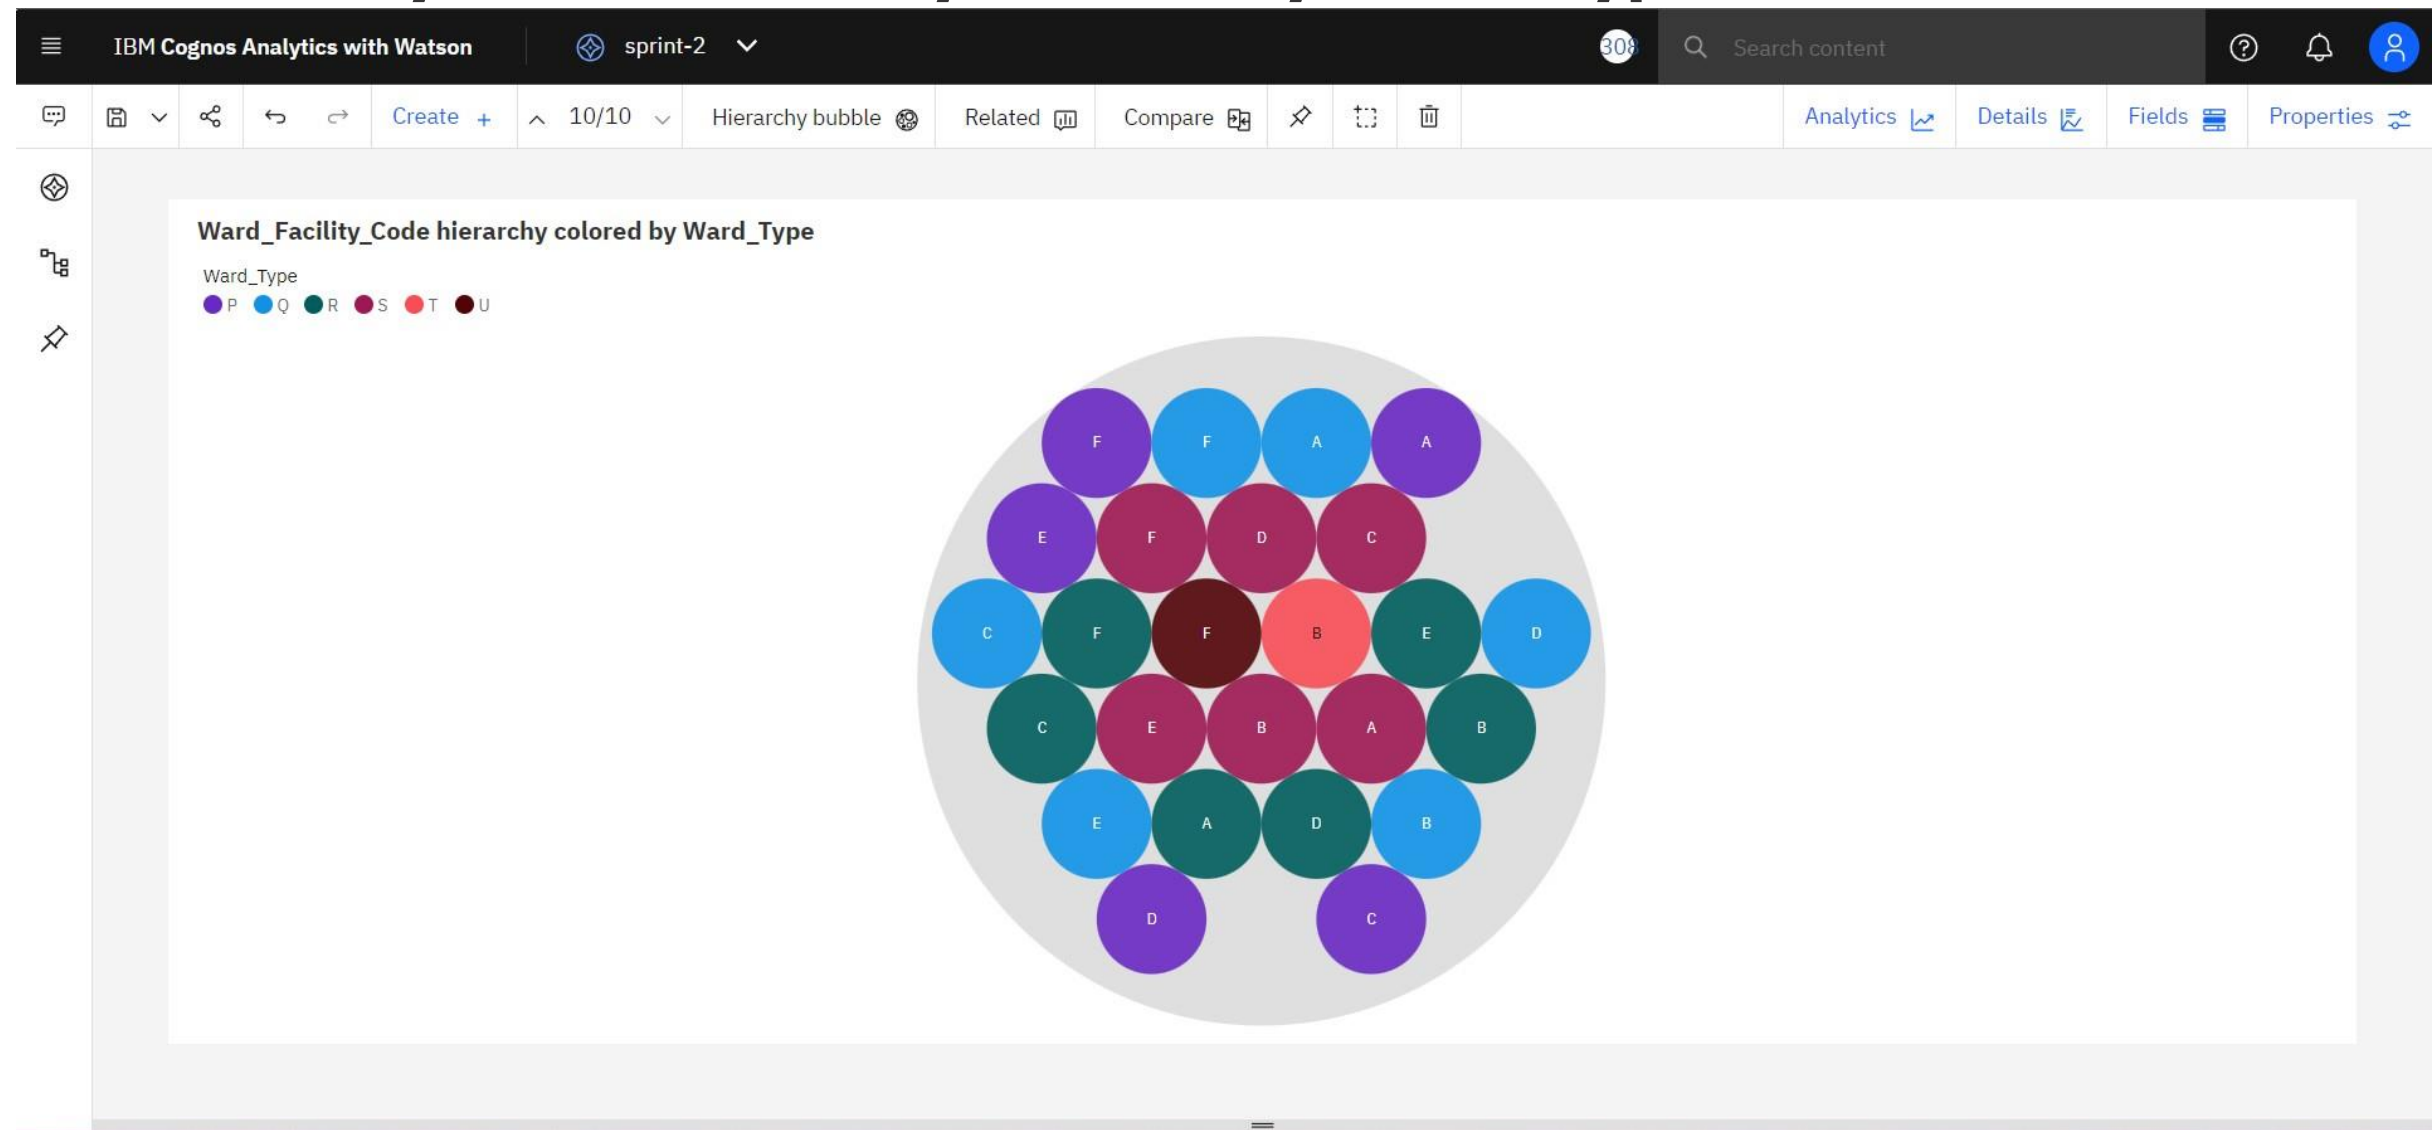 IBM Cognos Analytics with Watson sprint-2 308 Search content
Create + 10/10 Hierarchy bubble Related Compare Analytics Details Fields Properties
Ward_Facility_Code hierarchy colored by Ward_Type
Ward_Type
P Q R S T U
F F A A
E F D C
C F F B E D
C E B A B
E A D B
D C